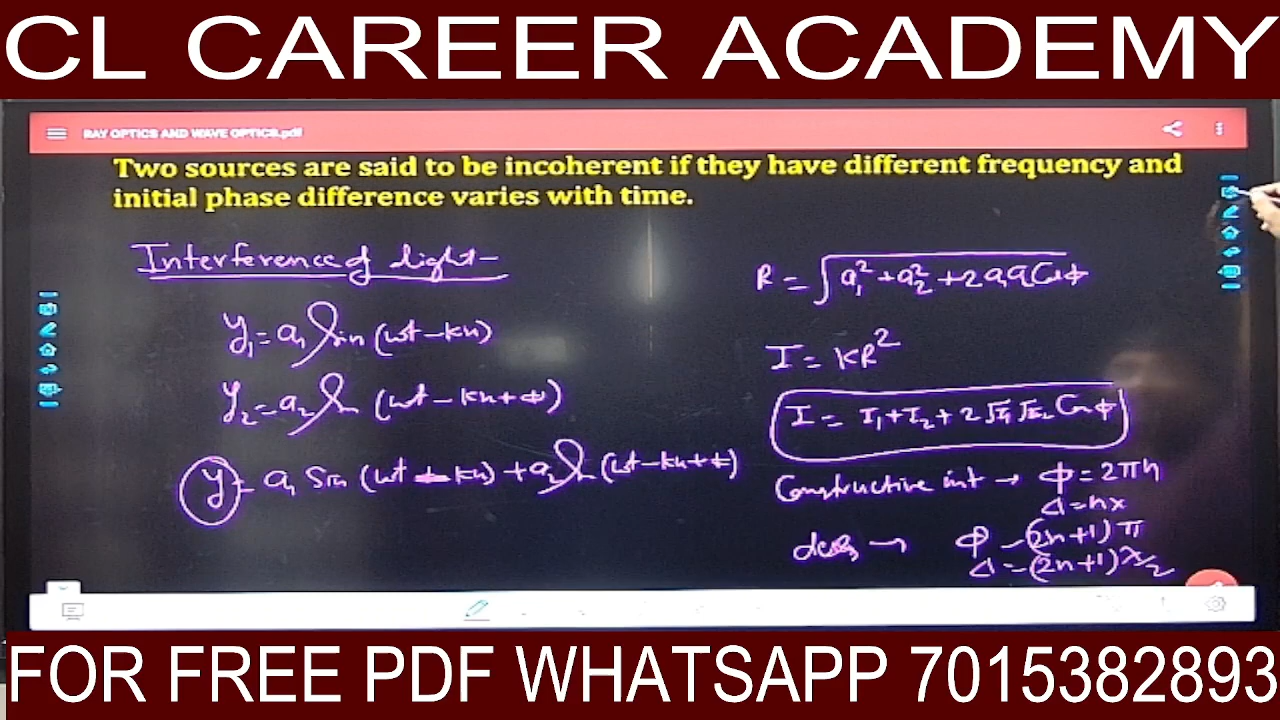 CL CAREER ACADEMY
RAY OPTICS AND WAVE OPTICS.pdf
Two sources are said to be incoherent if they have different frequency and
initial phase difference varies with time.
Interference of light-
y₁ = a₁ sin (ωt - kx)
y₂ = a₂ sin (ωt - kx + φ)
y = a₁ sin (ωt - kx) + a₂ sin (ωt - kx + φ)
R = √a₁² + a₂² + 2a₁a₂ Cos φ
I = KR²
I = I₁ + I₂ + 2 √I₁ √I₂ Cos φ
Constructive int → φ = 2πn
Δ = nλ
des → φ = (2n+1) π
Δ = (2n+1) λ/2
FOR FREE PDF WHATSAPP 7015382893